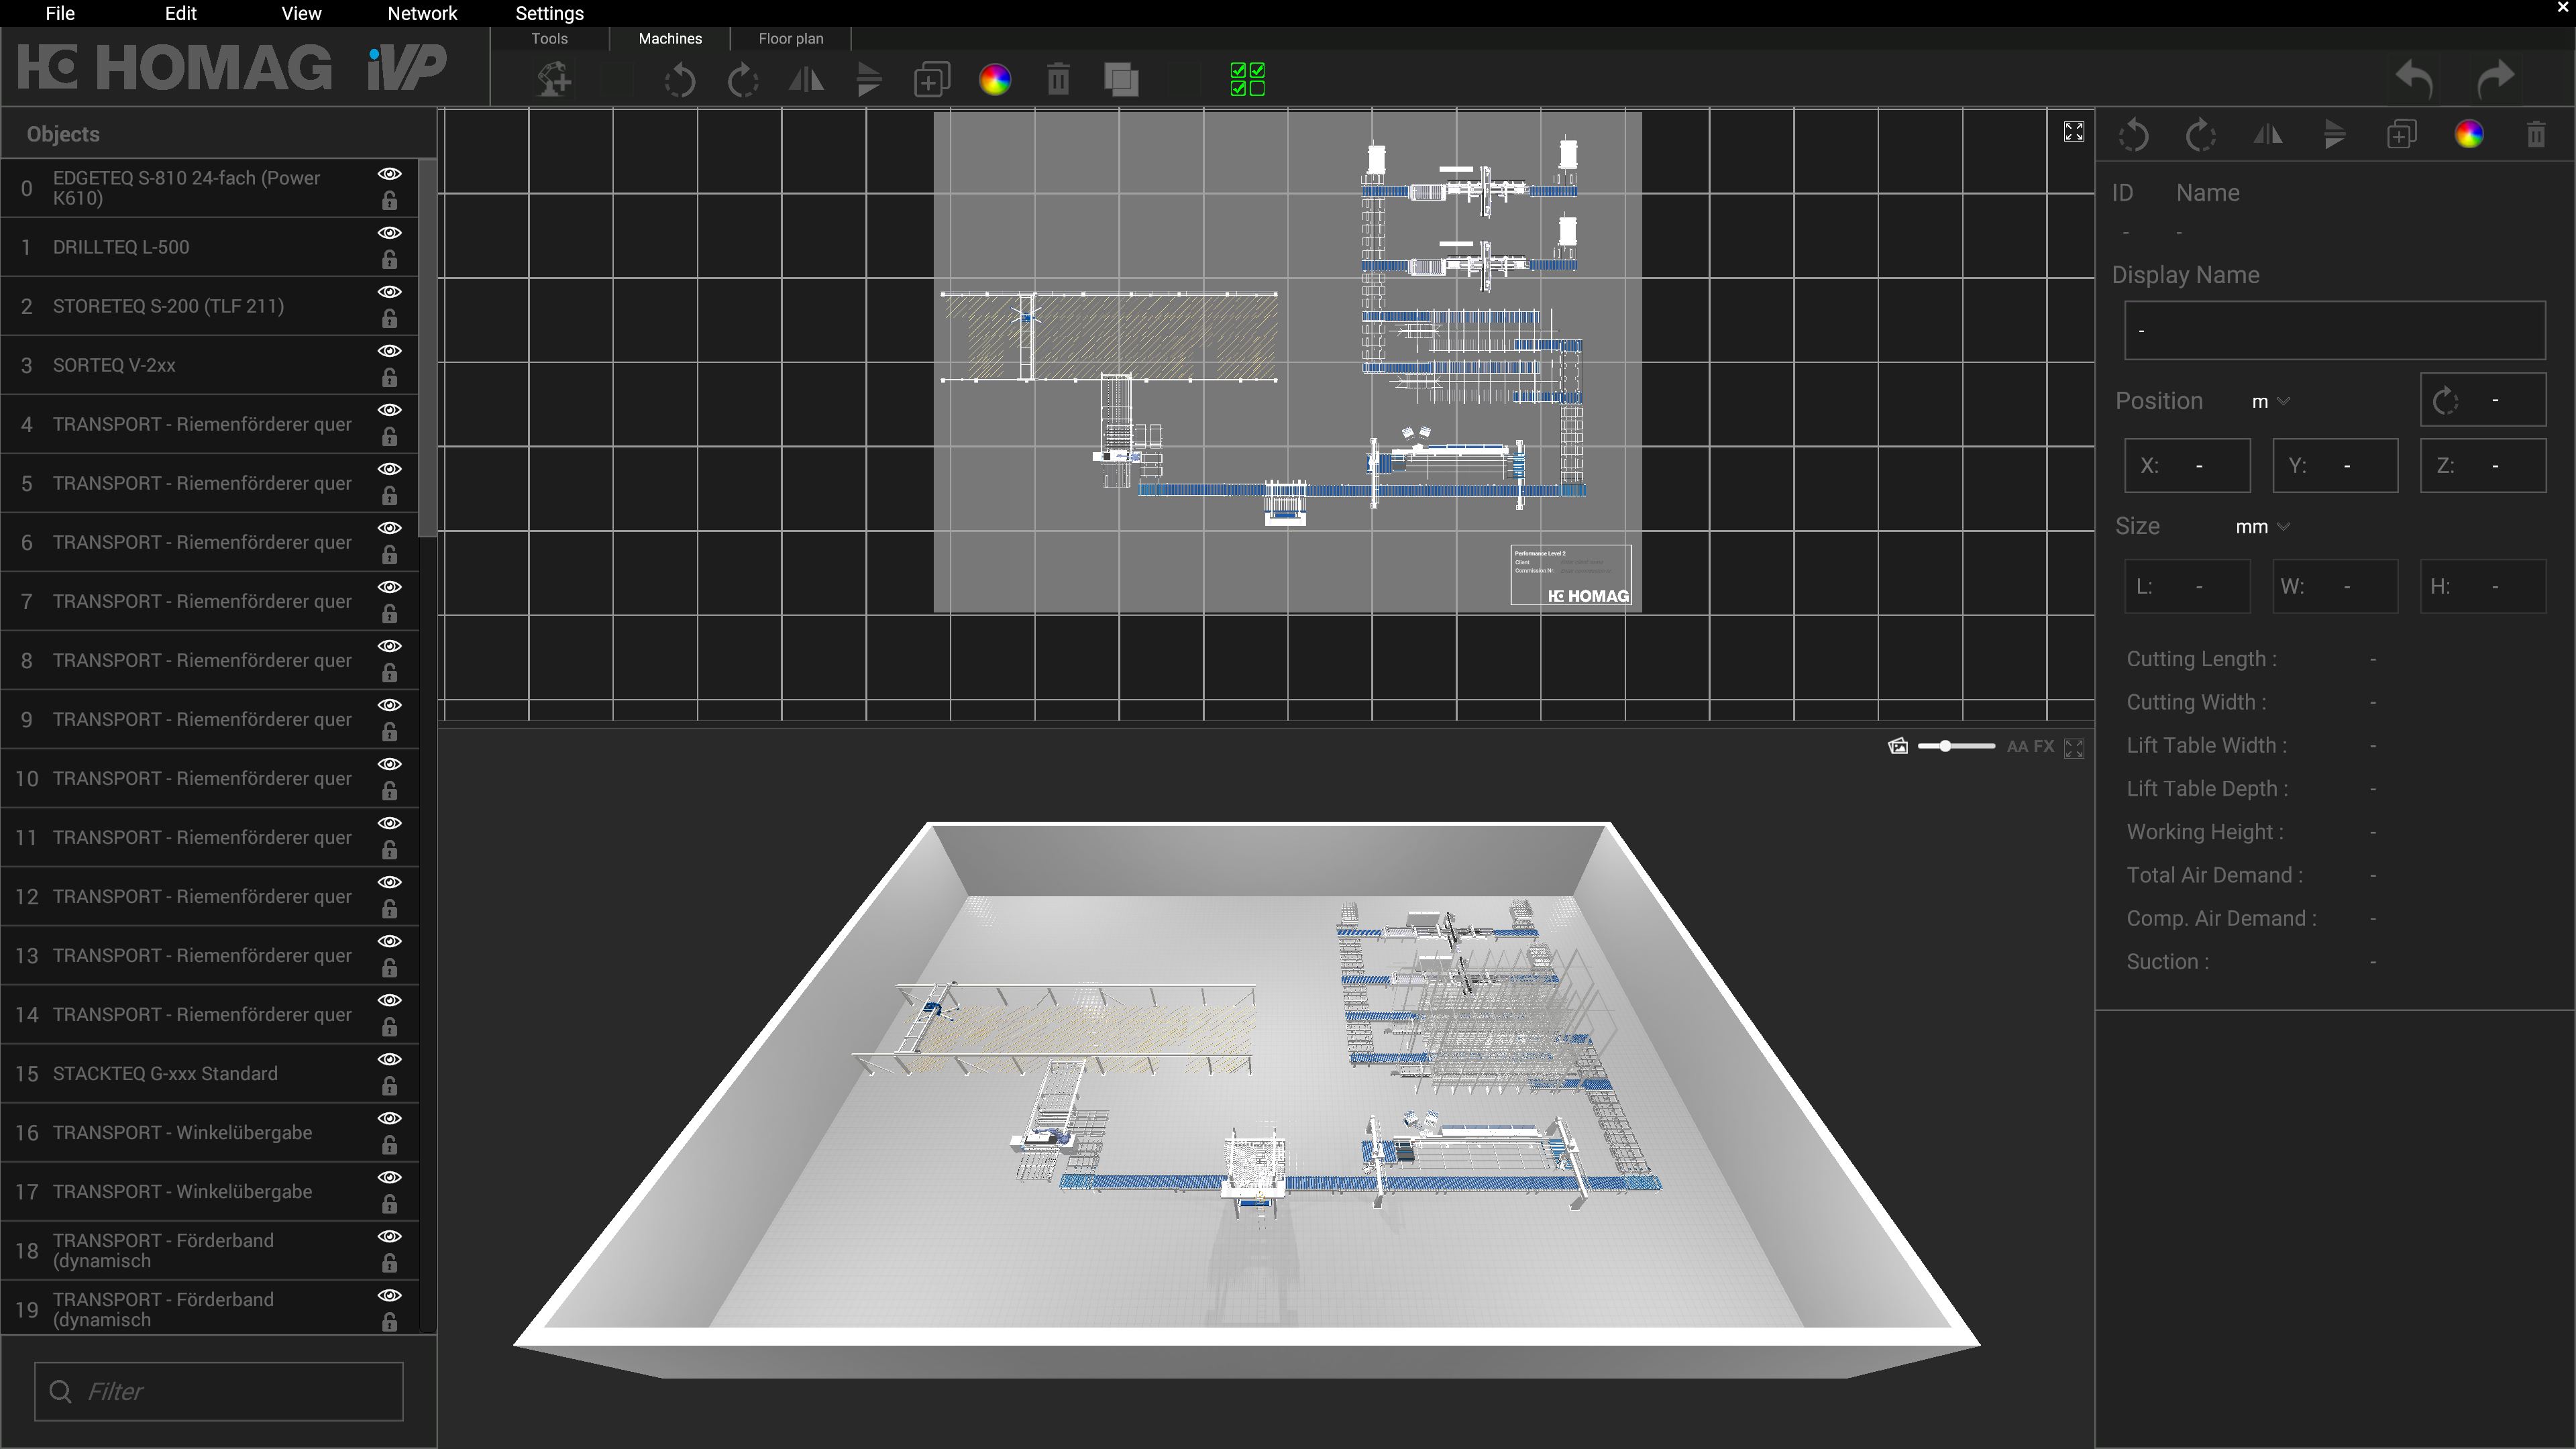 File Edit View Network Settings
HOMAG iVP
Tools Machines Floor plan
Objects
0 EDGETEQ S-810 24-fach (Power
K610)
1 DRILLTEQ L-500
2 STORETEQ S-200 (TLF 211)
3 SORTEQ V-2xx
4 TRANSPORT - Riemenförderer quer
5 TRANSPORT - Riemenförderer quer
6 TRANSPORT - Riemenförderer quer
7 TRANSPORT - Riemenförderer quer
8 TRANSPORT - Riemenförderer quer
9 TRANSPORT - Riemenförderer quer
10 TRANSPORT - Riemenförderer quer
11 TRANSPORT - Riemenförderer quer
12 TRANSPORT - Riemenförderer quer
13 TRANSPORT - Riemenförderer quer
14 TRANSPORT - Riemenförderer quer
15 STACKTEQ G-xxx Standard
16 TRANSPORT - Winkelübergabe
17 TRANSPORT - Winkelübergabe
18 TRANSPORT - Förderband
(dynamisch
19 TRANSPORT - Förderband
(dynamisch
Filter
Performance Level 2
Client
Commission Nr.
HOMAG
AA FX
ID Name
- -
Display Name
-
Position m -
X: - Y: - Z: -
Size mm
L: - W: - H: -
Cutting Length : -
Cutting Width : -
Lift Table Width : -
Lift Table Depth : -
Working Height : -
Total Air Demand : -
Comp. Air Demand : -
Suction : -